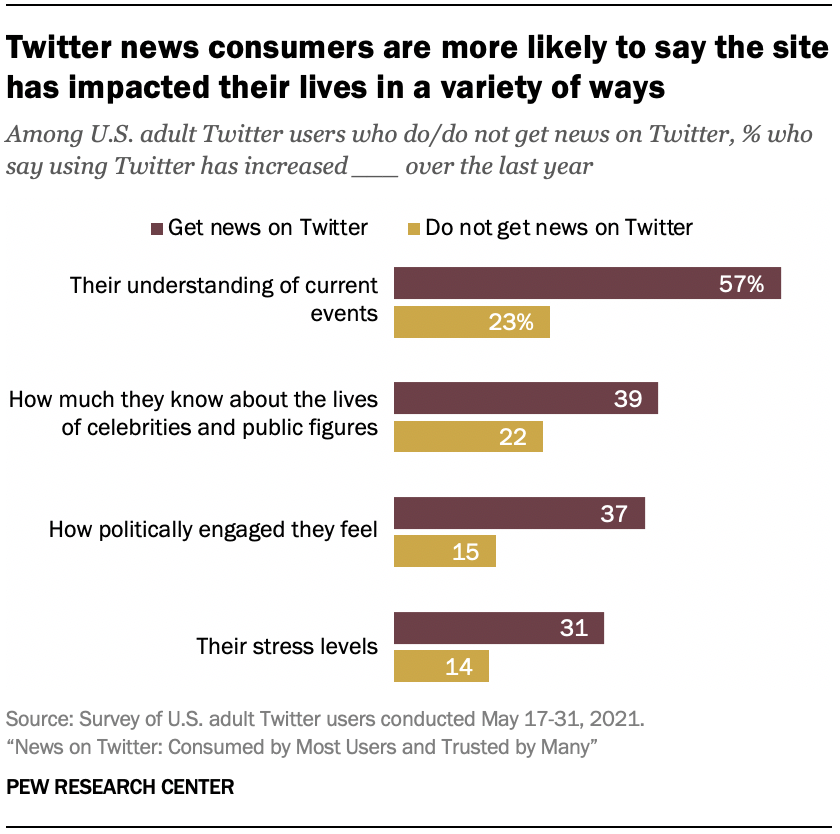 Twitter news consumers are more likely to say the site
has impacted their lives in a variety of ways
Among U.S. adult Twitter users who do/do not get news on Twitter, % who
say using Twitter has increased ___ over the last year
Get news on Twitter
Do not get news on Twitter
Their understanding of current
events
57%
23%
How much they know about the lives
of celebrities and public figures
39
22
How politically engaged they feel
37
15
Their stress levels
31
14
Source: Survey of U.S. adult Twitter users conducted May 17-31, 2021.
“News on Twitter: Consumed by Most Users and Trusted by Many”
PEW RESEARCH CENTER